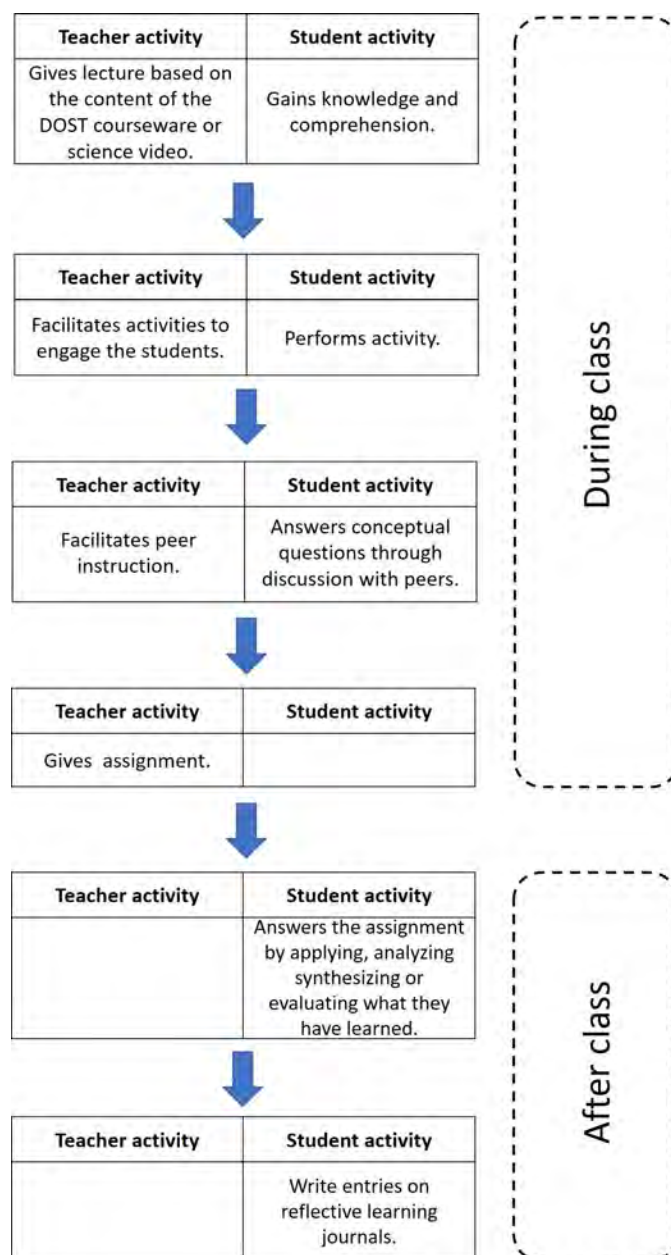 Teacher activity Student activity
Gives lecture based on
the content of the
DOST courseware or
science video.
Gains knowledge and
comprehension.
Teacher activity Student activity
Facilitates activities to
engage the students.
Performs activity.
Teacher activity Student activity
Facilitates peer
instruction.
Answers conceptual
questions through
discussion with peers.
Teacher activity Student activity
Gives assignment.
During class
Teacher activity Student activity
Answers the assignment
by applying, analyzing
synthesizing or
evaluating what they
have learned.
Teacher activity Student activity
Write entries on
reflective learning
journals.
After class